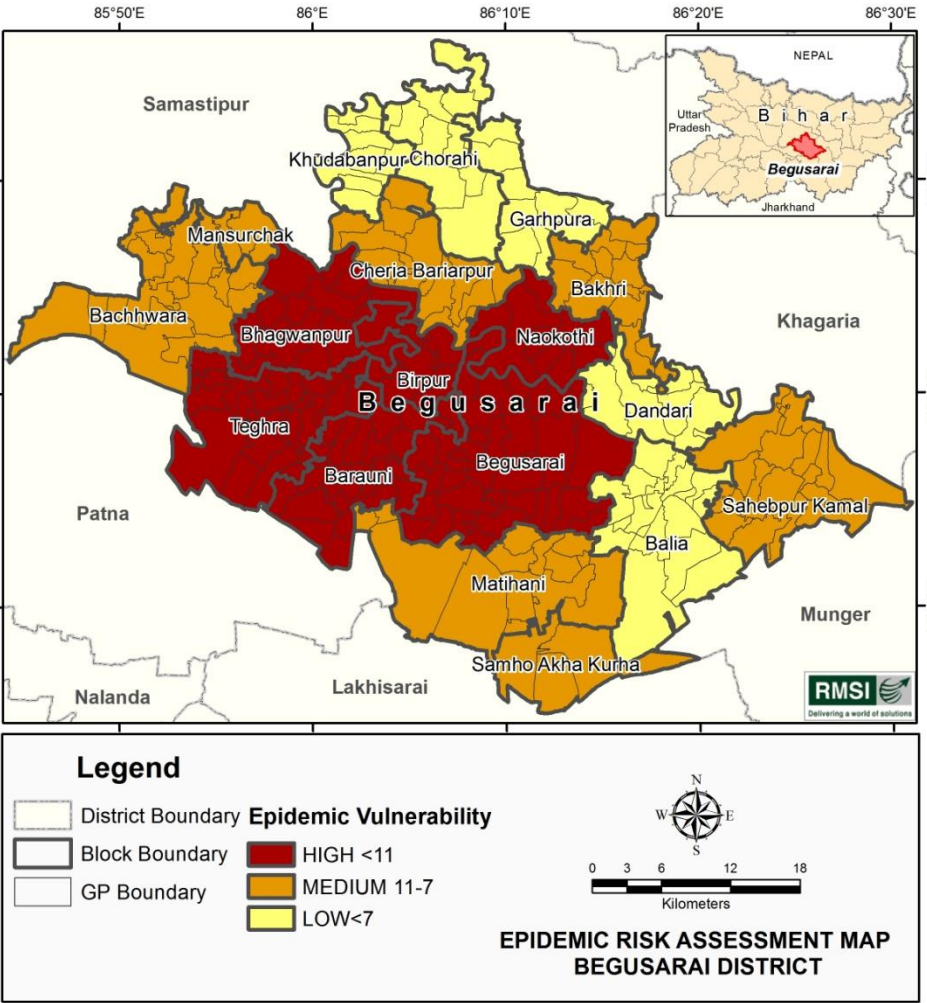 85°50'E 86°0'E 86°10'E 86°20'E 86°30'E
NEPAL
Samastipur
Bihar
Uttar
Pradesh
Khudabanpur Chorahi
Begusarai
Jharkhand
Garhpura
Mansurchak
Cheria Bariarpur
Bakhri
Bachhwara
Khagaria
Bhagwanpur
Naokothi
Birpur
Begusarai
Dandari
Teghra
Begusarai
Barauni
Sahebpur Kamal
Patna
Balia
Matihani
Munger
Samho Akha Kurha
Lakhisarai
Nalanda
RMSI
Delivering a world of solutions
Legend
District Boundary
Block Boundary
GP Boundary
Epidemic Vulnerability
HIGH <11
MEDIUM 11-7
LOW<7
N
W E
S
0 3 6 12 18
Kilometers
EPIDEMIC RISK ASSESSMENT MAP
BEGUSARAI DISTRICT